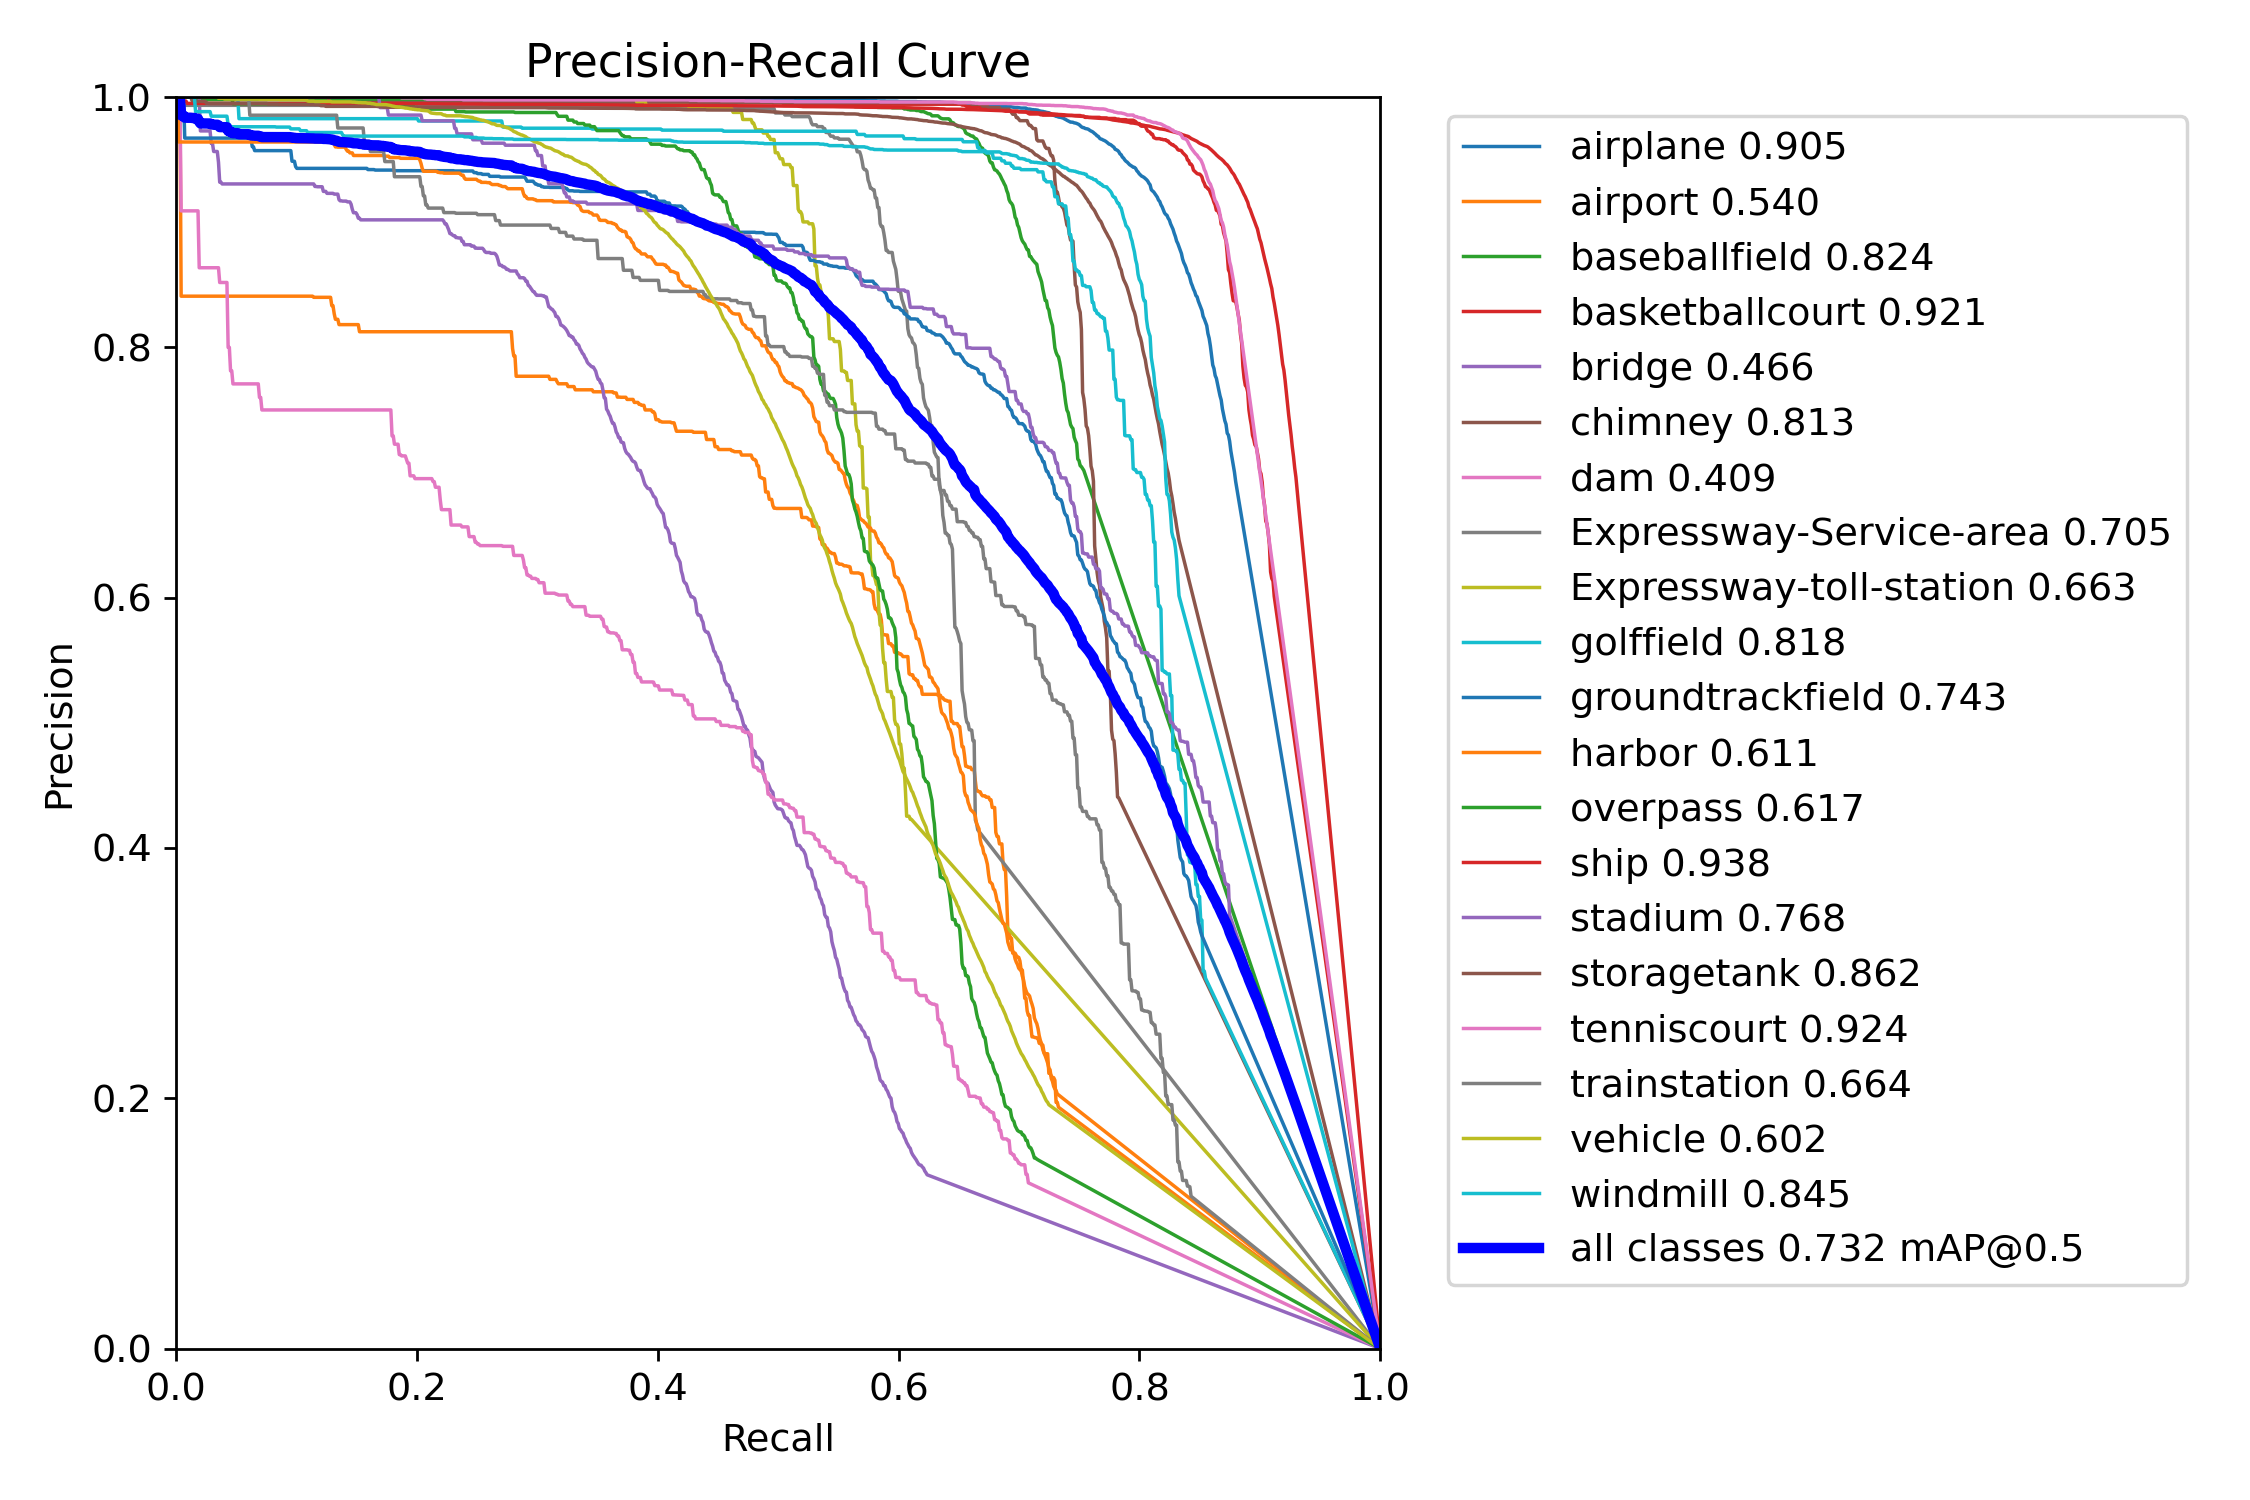 Precision-Recall Curve
1.0
0.8
0.6
0.4
0.2
0.0
Precision
0.0 0.2 0.4 0.6 0.8 1.0
Recall
airplane 0.905
airport 0.540
baseballfield 0.824
basketballcourt 0.921
bridge 0.466
chimney 0.813
dam 0.409
Expressway-Service-area 0.705
Expressway-toll-station 0.663
golffield 0.818
groundtrackfield 0.743
harbor 0.611
overpass 0.617
ship 0.938
stadium 0.768
storagetank 0.862
tenniscourt 0.924
trainstation 0.664
vehicle 0.602
windmill 0.845
all classes 0.732 mAP@0.5